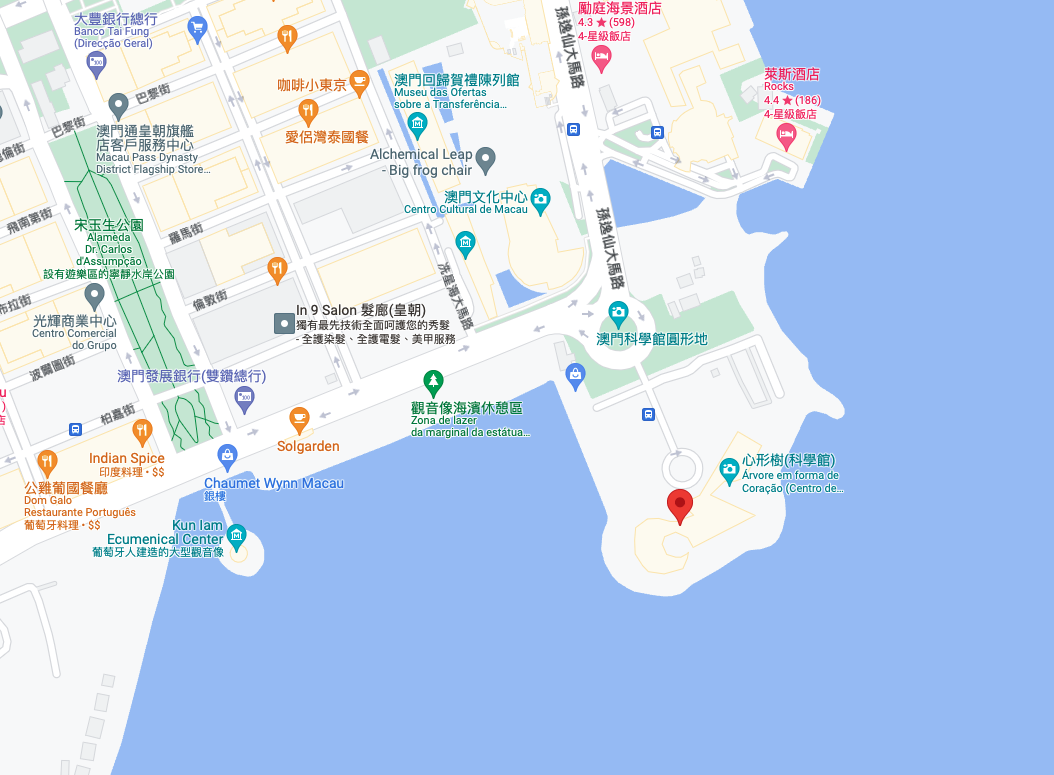 大豐銀行總行
Banco Tai Fung
(Direcção Geral)
孫逸仙大馬路
勵庭海景酒店
4.3 ★ (598)
4-星級飯店
萊斯酒店
Rocks
4.4 ★ (186)
4-星級飯店
咖啡小東京
澳門回歸賀禮陳列館
Museu das Ofertas
sobre a Transferência...
巴黎街
巴黎街
愛侶灣泰國餐
澳門通皇朝旗艦
店客戶服務中心
Macau Pass Dynasty
District Flagship Store...
Alchemical Leap
- Big frog chair
澳門文化中心
Centro Cultural de Macau
飛南第街
宋玉生公園
Alameda
Dr. Carlos
d'Assumpção
設有遊樂區的寧靜水岸公園
羅馬街
孫逸仙大馬路
冼星海大馬路
倫敦街
布拉街
光輝商業中心
Centro Comercial
do Grupo
In 9 Salon 髮廊(皇朝)
獨有最先技術全面呵護您的秀髮
- 全護染髮、全護電髮、美甲服務
澳門科學館圓形地
波爾圖街
澳門發展銀行(雙鑽總行)
柏嘉街
觀音像海濱休憩區
Zona de lazer
da marginal da estátua...
Solgarden
Indian Spice
印度料理 • $$
Chaumet Wynn Macau
銀樓
公雞葡國餐廳
Dom Galo
Restaurante Português
葡萄牙料理 • $$
心形樹(科學館)
Árvore em forma de
Coração (Centro de...
Kun Iam
Ecumenical Center
葡萄牙人建造的大型觀音像